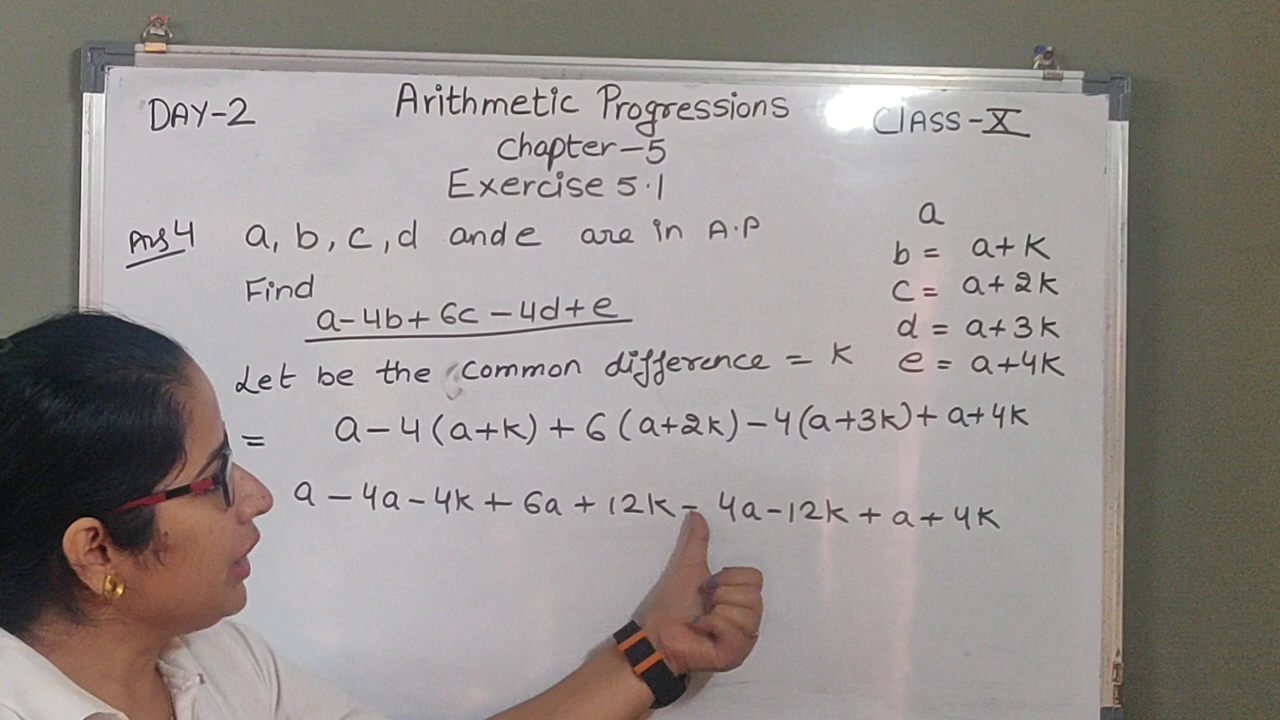 DAY-2
Arithmetic Progressions
CLASS-X
Chapter-5
Exercise 5.1
Ans 4 a, b, c, d and e are in A.P
Find
a-4b+6c-4d+e
Let be the common difference = K
a
b = a+K
c = a+2K
d = a+3K
e = a+4K
= a-4(a+K)+6(a+2K)-4(a+3K)+a+4K
a-4a-4K+6a+12K-4a-12K+a+4K